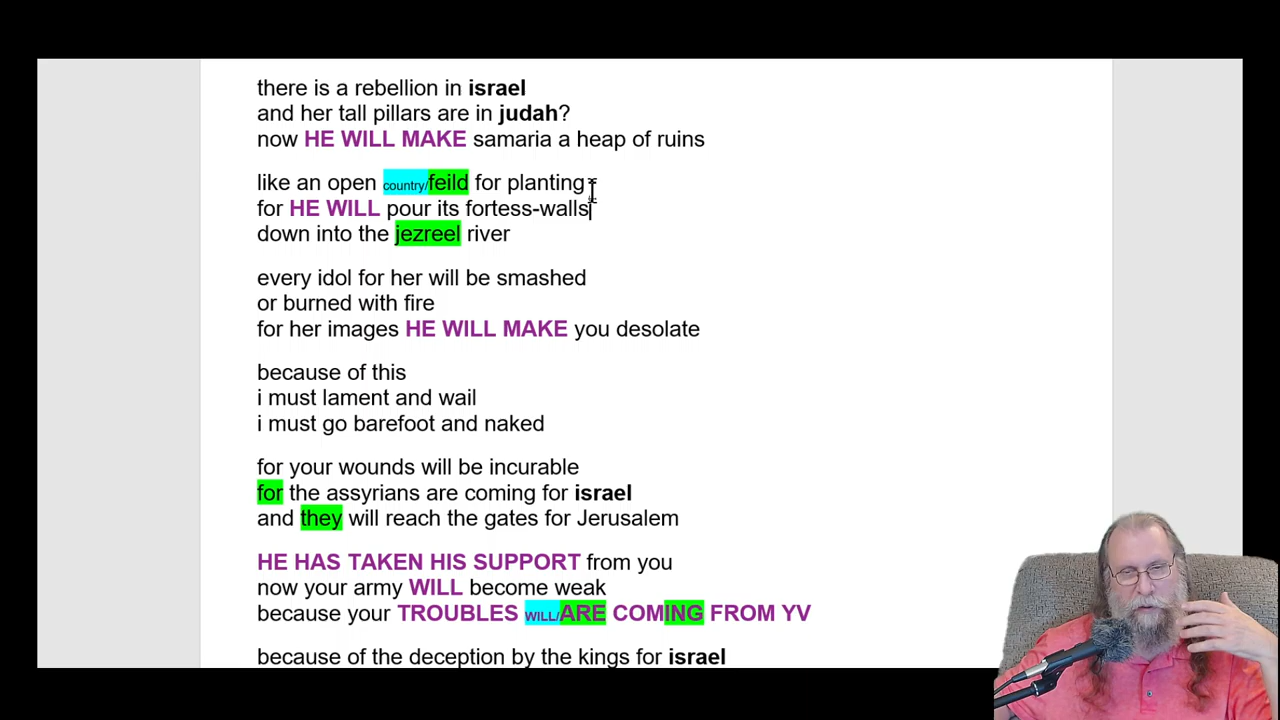 there is a rebellion in israel
and her tall pillars are in judah?
now HE WILL MAKE samaria a heap of ruins
like an open country/feild for planting
for HE WILL pour its fortess-walls
down into the jezreel river
every idol for her will be smashed
or burned with fire
for her images HE WILL MAKE you desolate
because of this
i must lament and wail
i must go barefoot and naked
for your wounds will be incurable
for the assyrians are coming for israel
and they will reach the gates for Jerusalem
HE HAS TAKEN HIS SUPPORT from you
now your army WILL become weak
because your TROUBLES WILL/ARE COMING FROM YV
because of the deception by the kings for israel